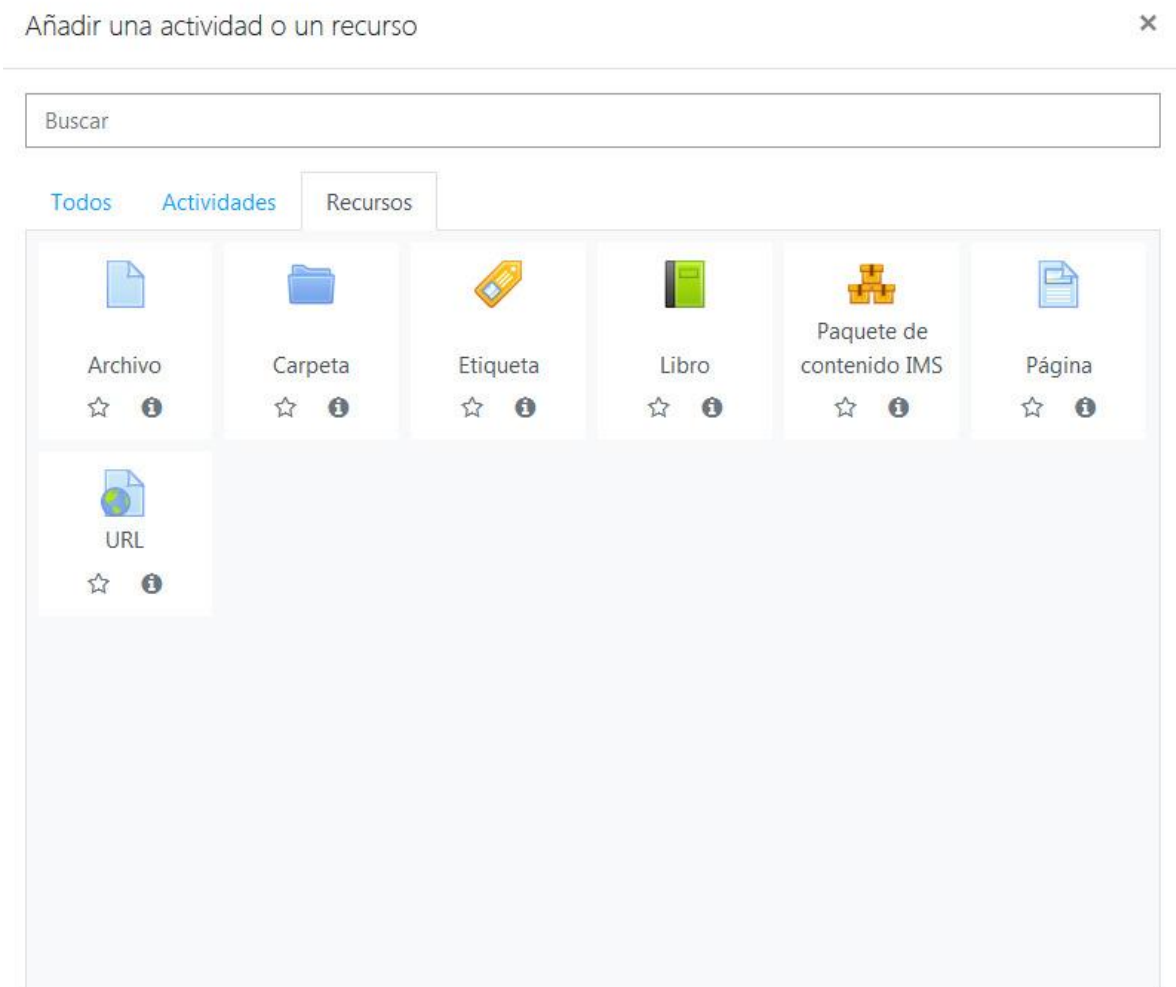 Añadir una actividad o un recurso ×
Buscar
Todos Actividades Recursos
Archivo Carpeta Etiqueta Libro Paquete de contenido IMS Página
URL